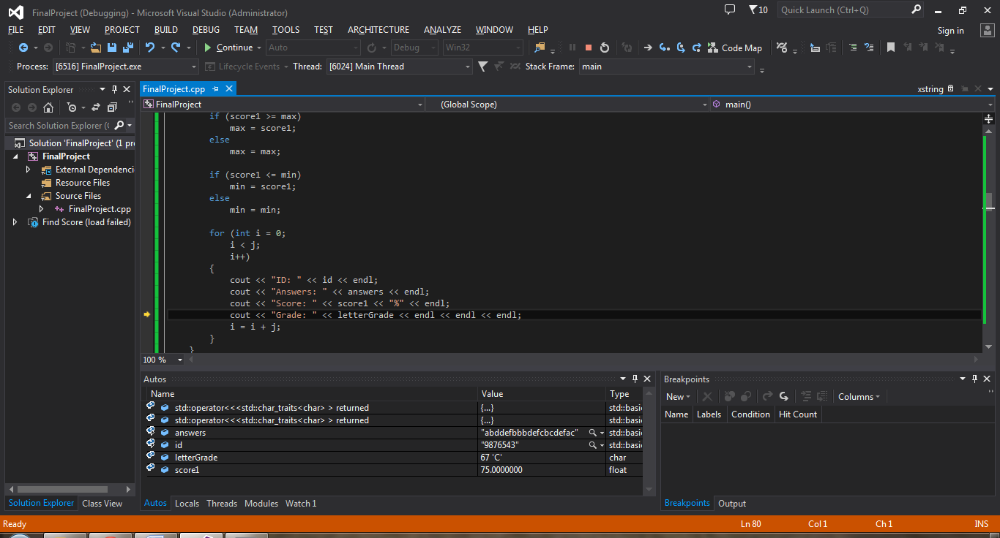 FinalProject (Debugging) - Microsoft Visual Studio (Administrator)
10
Quick Launch (Ctrl+Q)
FILE EDIT VIEW PROJECT BUILD DEBUG TEAM TOOLS TEST ARCHITECTURE ANALYZE WINDOW HELP
Sign in
Continue Auto Debug Win32 Code Map
Process: [6516] FinalProject.exe Lifecycle Events Thread: [6024] Main Thread Stack Frame: main
Solution Explorer
Search Solution Explorer (
Solution 'FinalProject' (1 pr
FinalProject
External Dependenci
Resource Files
Source Files
FinalProject.cpp
Find Score (load failed)
Solution Explorer Class View
FinalProject.cpp
xstring
FinalProject (Global Scope) main()
if (score1 >= max)
max = score1;
else
max = max;
if (score1 <= min)
min = score1;
else
min = min;
for (int i = 0;
i < j;
i++)
{
cout << "ID: " << id << endl;
cout << "Answers: " << answers << endl;
cout << "Score: " << score1 << "%" << endl;
cout << "Grade: " << letterGrade << endl << endl << endl;
i = i + j;
}
}
100 %
Autos
Name Value Type
std::operator<<<std::char_traits<char> > returned {...} std::basic
std::operator<<<std::char_traits<char> > returned {...} std::basic
answers "abddefbbbdefcbcdefac" std::basic
id "9876543" std::basic
letterGrade 67 'C' char
score1 75.0000000 float
Autos Locals Threads Modules Watch 1
Breakpoints
New Columns
Name Labels Condition Hit Count
Breakpoints Output
Ready Ln 80 Col 1 Ch 1 INS